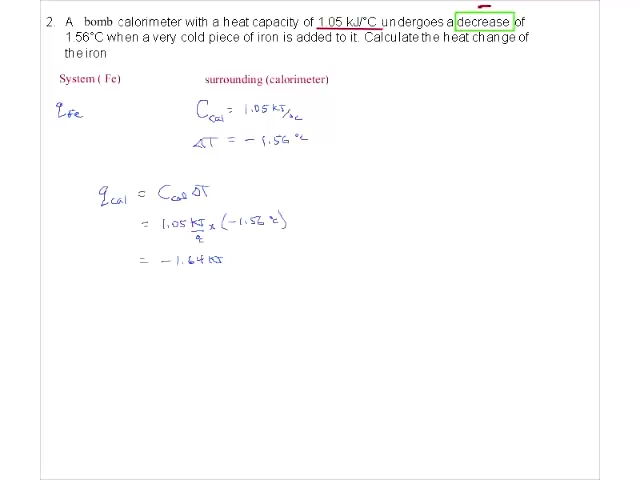 2. A bomb calorimeter with a heat capacity of 1.05 kJ/°C undergoes a decrease of
1.56°C when a very cold piece of iron is added to it. Calculate the heat change of
the iron
System ( Fe) surrounding (calorimeter)
qFe Ccal = 1.05 KJ/°C
ΔT = -1.56 °C
qcal = Ccal ΔT
= 1.05 KJ/°C x (-1.56 °C)
= -1.64 KJ